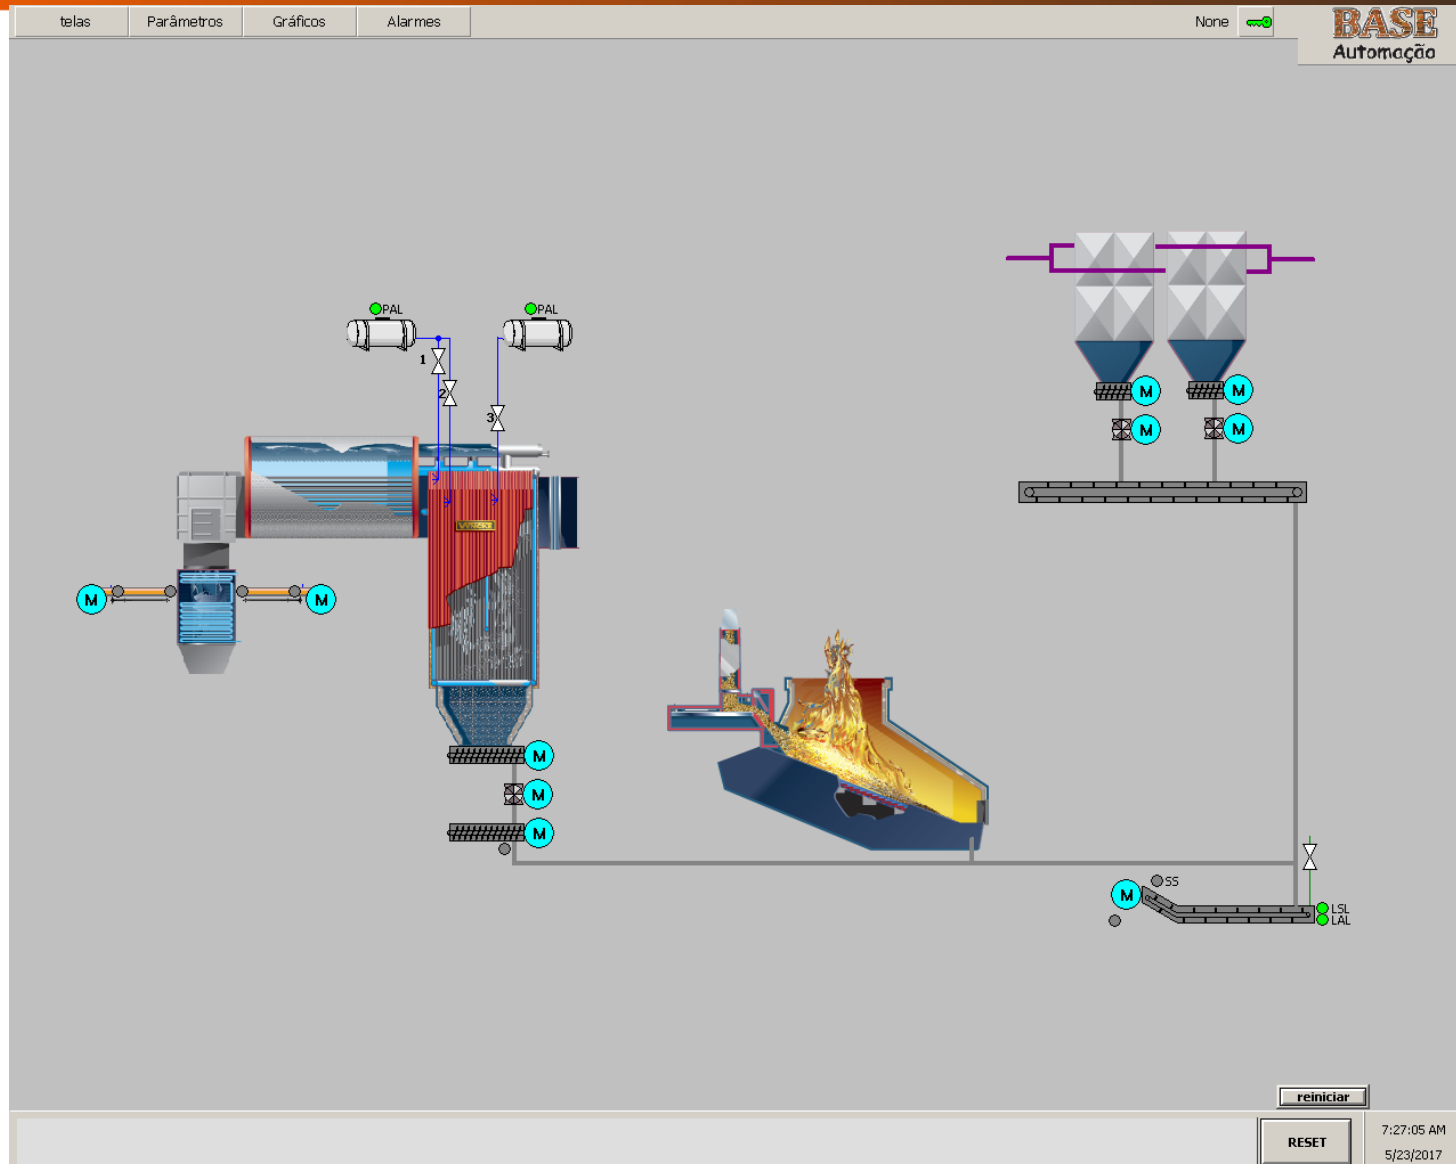 telas
Parâmetros
Gráficos
Alarmes
None
BASE
Automação
PAL
PAL
1
2
3
M
M
M
M
M
M
M
M
M
M
SS
M
LSL
LAL
reiniciar
RESET
7:27:05 AM
5/23/2017